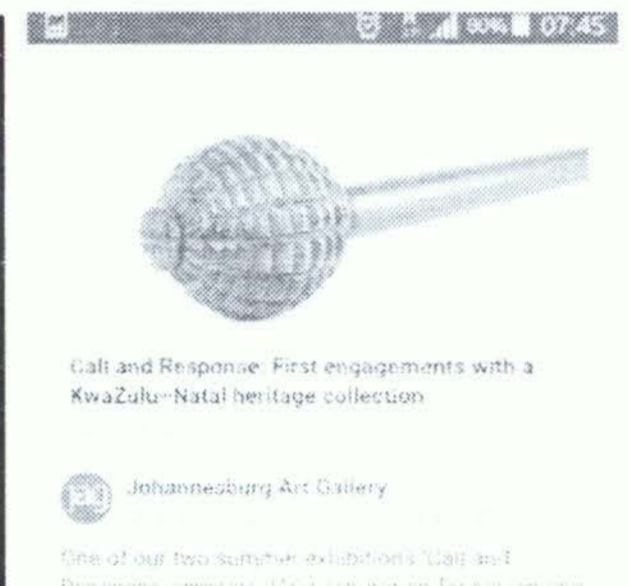 80% 07:45
Call and Response: First engagements with a
KwaZulu-Natal heritage collection
Johannesburg Art Gallery
One of our two summer exhibitions 'Call and